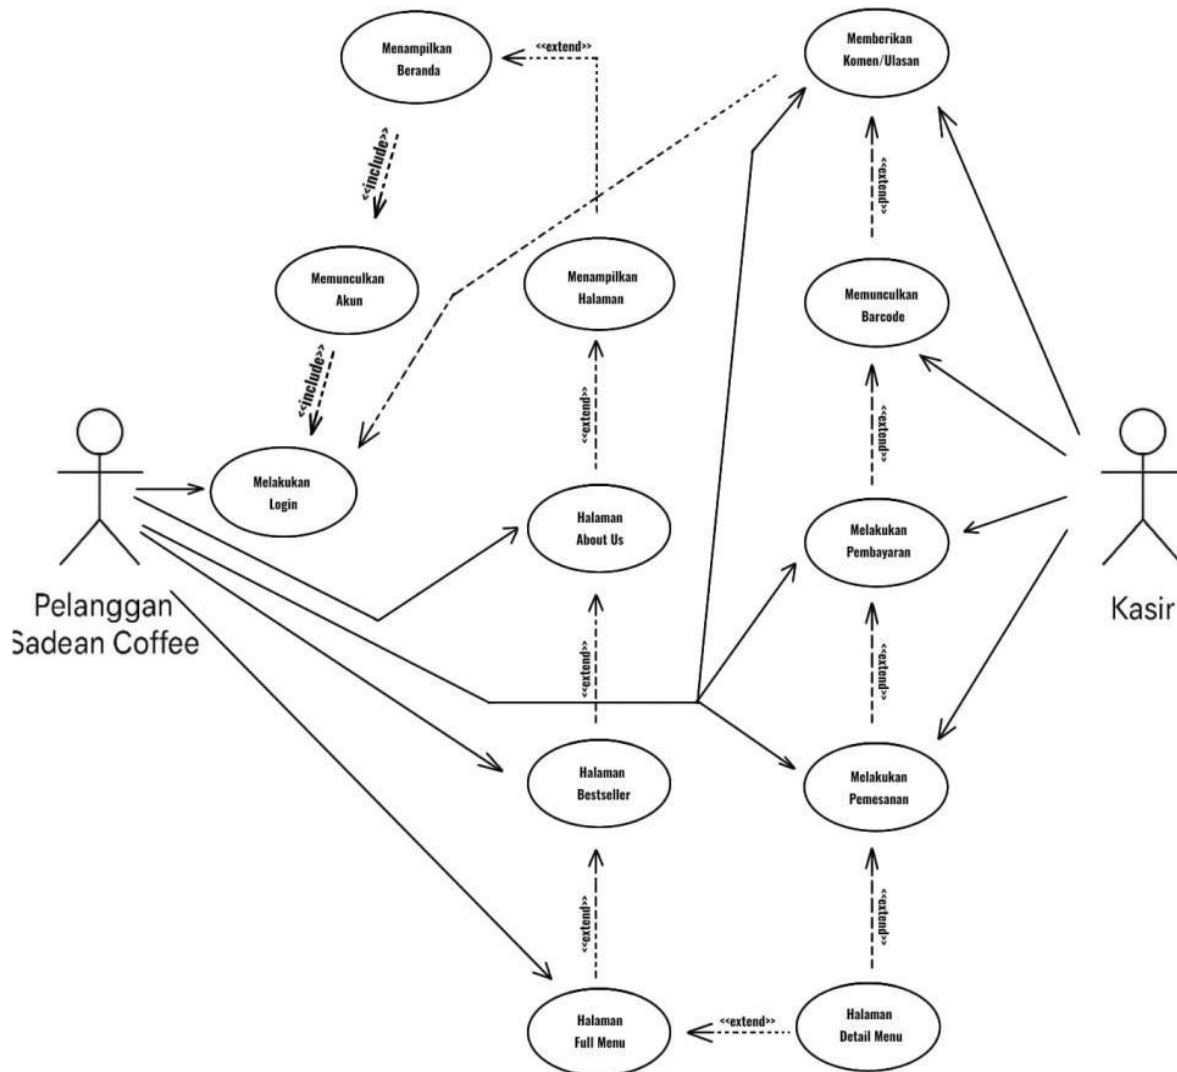 Menampilkan
Beranda
<<extend>>
Memberikan
Komen/Ulasan
<<include>>
<<extend>>
Memunculkan
Akun
Menampilkan
Halaman
Memunculkan
Barcode
<<include>>
<<extend>>
<<extend>>
Melakukan
Login
Halaman
About Us
Melakukan
Pembayaran
Pelanggan
Sadean Coffee
Kasir
<<extend>>
<<extend>>
Halaman
Bestseller
Melakukan
Pemesanan
<<extend>>
<<extend>>
Halaman
Full Menu
<<extend>>
Halaman
Detail Menu